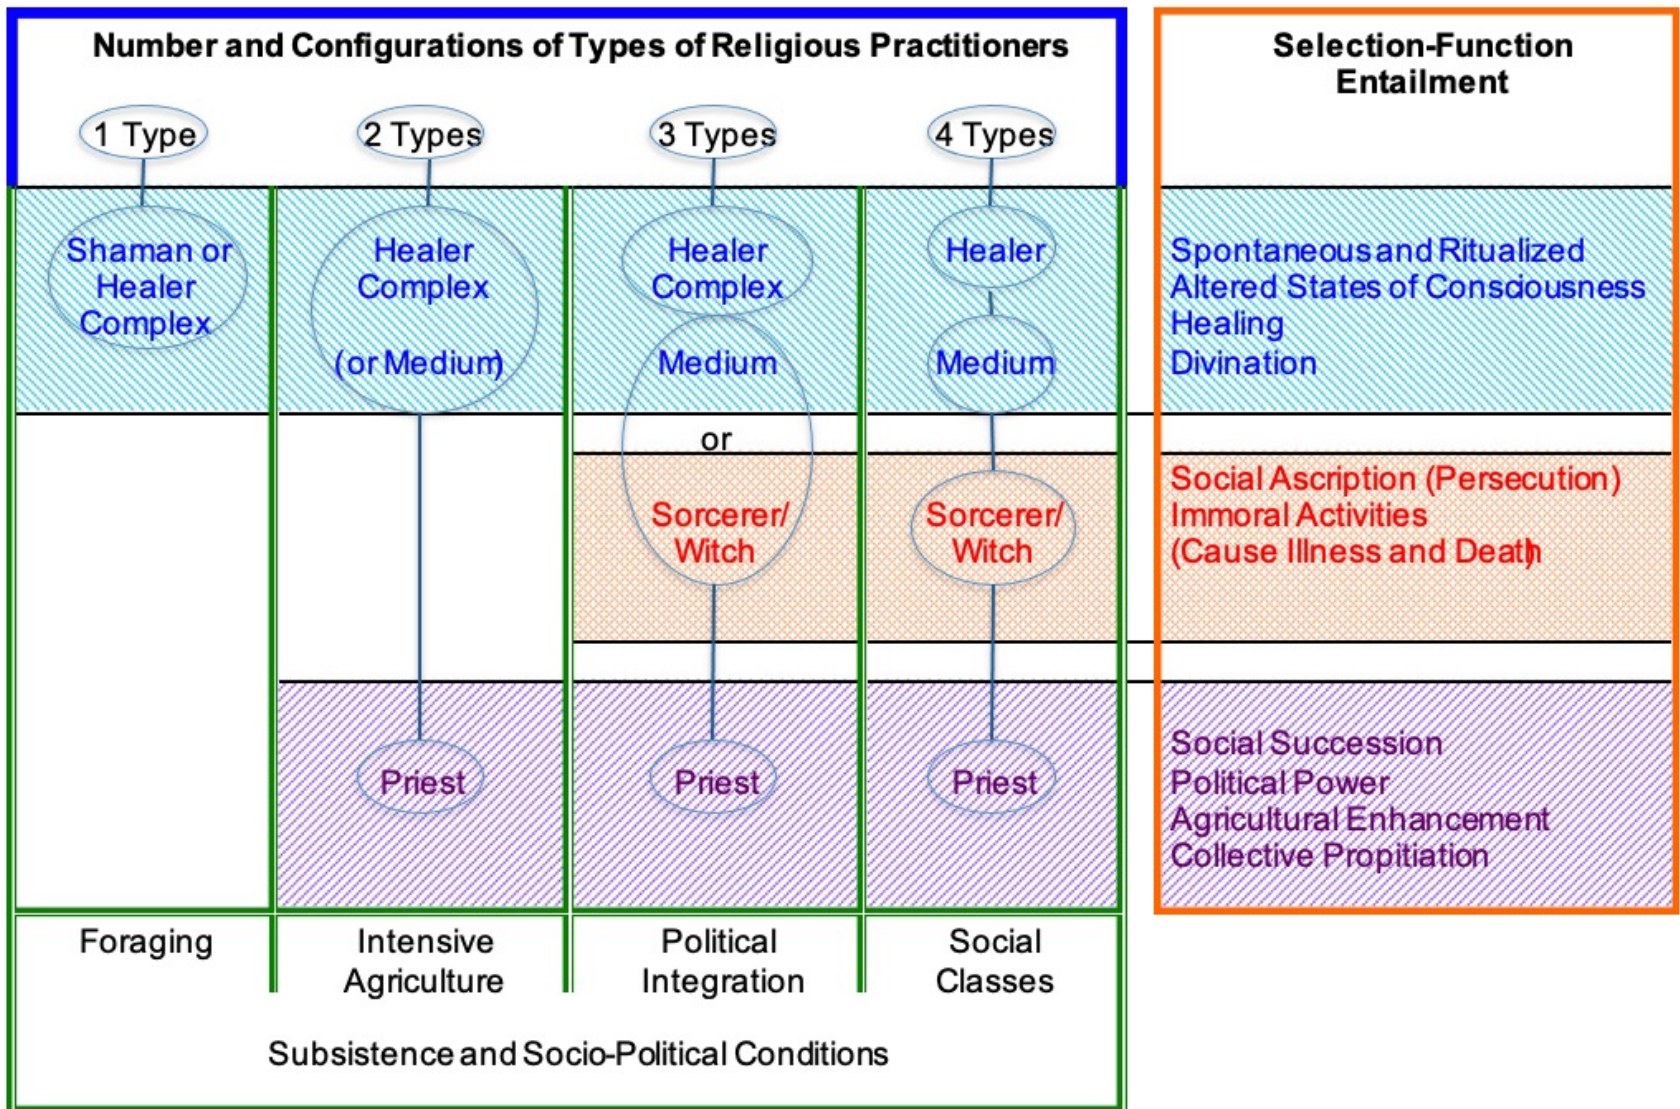 Number and Configurations of Types of Religious Practitioners
1 Type
2 Types
3 Types
4 Types
Shaman or
Healer
Complex
Healer
Complex
(or Medium)
Healer
Complex
Medium
or
Sorcerer/
Witch
Healer
Medium
Sorcerer/
Witch
Priest
Priest
Priest
Selection-Function
Entailment
Spontaneous and Ritualized
Altered States of Consciousness
Healing
Divination
Social Ascription (Persecution)
Immoral Activities
(Cause Illness and Death)
Social Succession
Political Power
Agricultural Enhancement
Collective Propitiation
Foraging
Intensive
Agriculture
Political
Integration
Social
Classes
Subsistence and Socio-Political Conditions